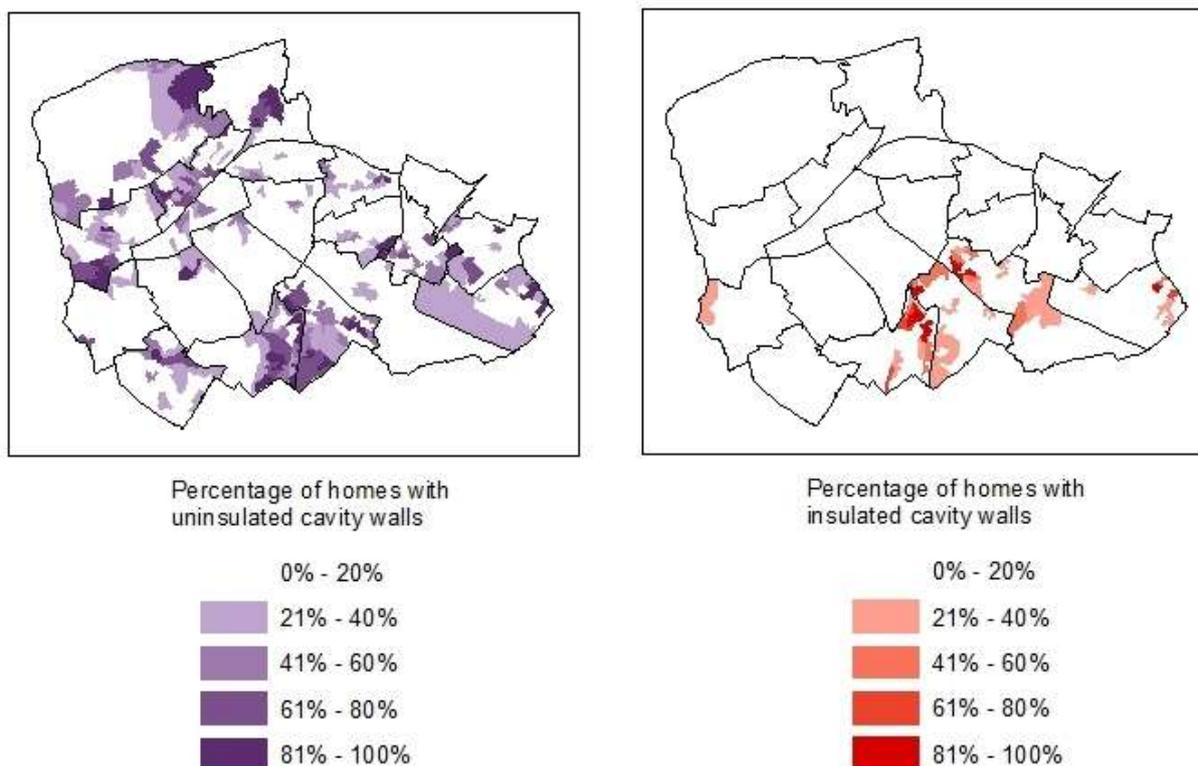 Percentage of homes with
uninsulated cavity walls
0% - 20%
21% - 40%
41% - 60%
61% - 80%
81% - 100%
Percentage of homes with
insulated cavity walls
0% - 20%
21% - 40%
41% - 60%
61% - 80%
81% - 100%